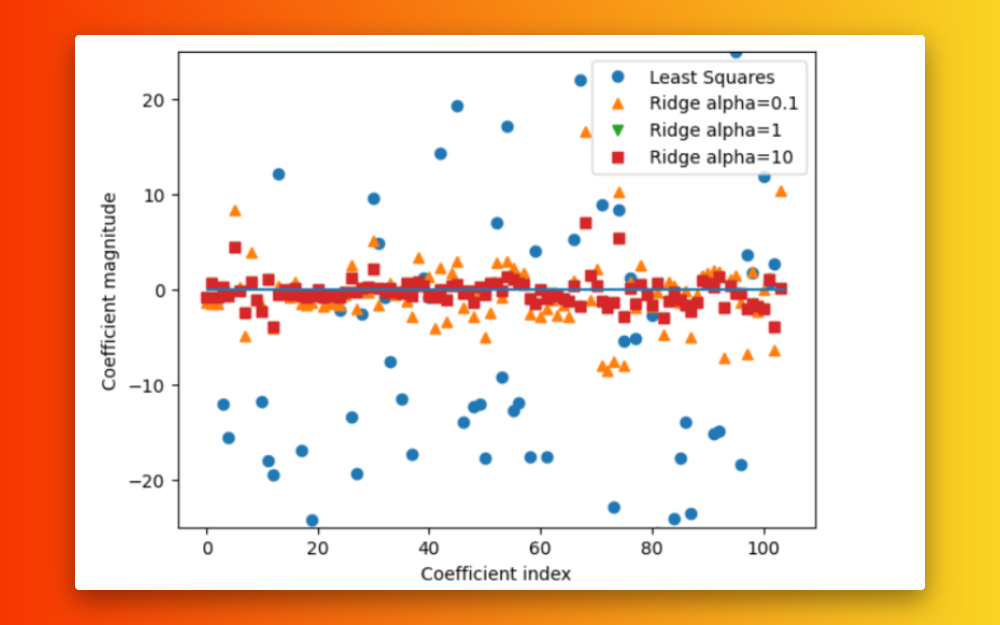 Least Squares
Ridge alpha=0.1
Ridge alpha=1
Ridge alpha=10
20
10
0
−10
−20
Coefficient magnitude
0 20 40 60 80 100
Coefficient index